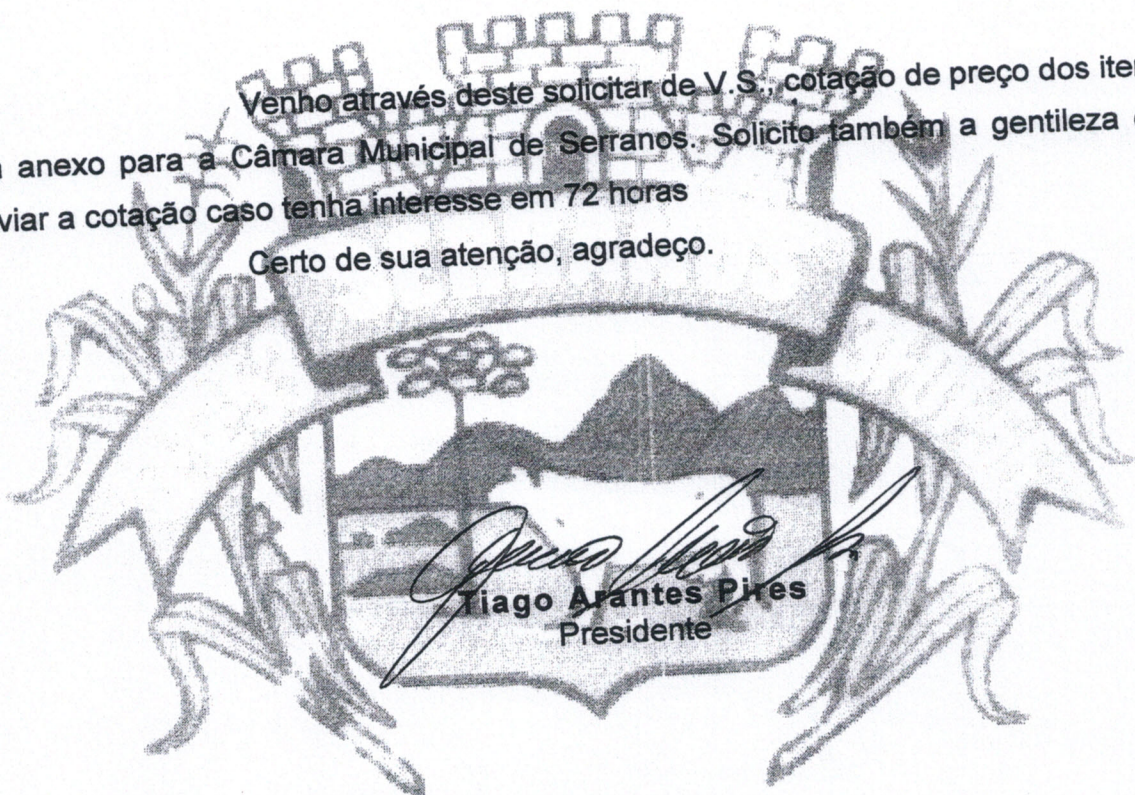 Venho através deste solicitar de V.S., cotação de preço dos iten
anexo para a Câmara Municipal de Serranos. Solicito também a gentileza
viar a cotação caso tenha interesse em 72 horas
Certo de sua atenção, agradeço.
Tiago Arantes Pires
Presidente